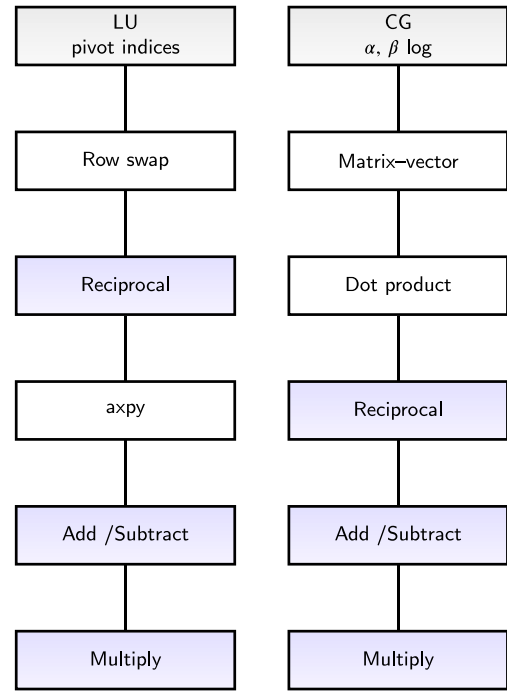 LU
pivot indices
Row swap
Reciprocal
axpy
Add /Subtract
Multiply
CG
α, β log
Matrix–vector
Dot product
Reciprocal
Add /Subtract
Multiply